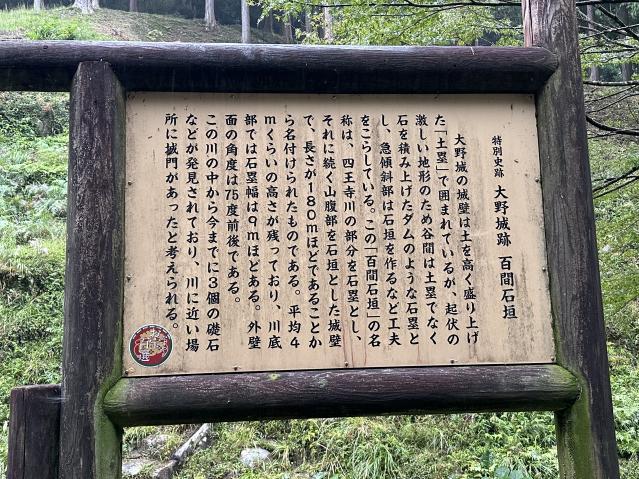 特別史跡 大野城跡 百間石垣
大野城の城壁は土を高く盛り上げ
た「土塁」で囲まれているが、起伏の
激しい地形のため谷間は土塁でなく
石を積み上げたダムのような石塁と
し、急傾斜部は石垣を作るなど工夫
をこらしている。この「百間石垣」の名
称は、四王寺川の部分を石塁とし、
それに続く山腹部を石垣とした城壁
で、長さが180mほどであることか
ら名付けられたものである。平均4
mくらいの高さが残っており、川底
部では石塁幅は9mほどある。外壁
面の角度は75度前後である。
この川の中から今までに3個の礎石
などが発見されており、川に近い場
所に城門があったと考えられる。